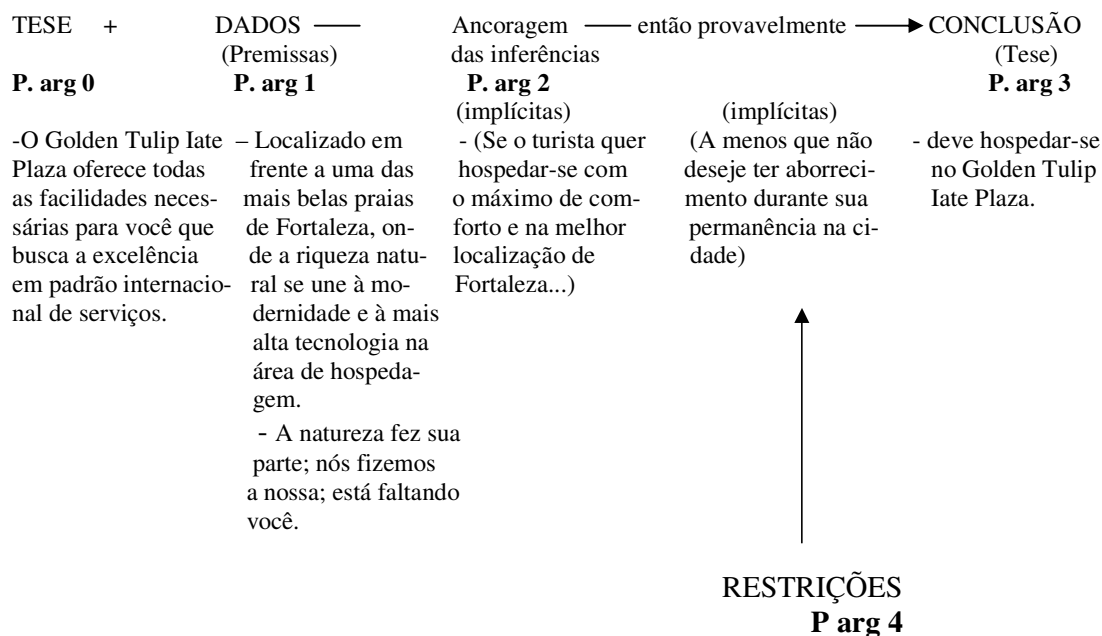 TESE + DADOS Ancoragem então provavelmente CONCLUSÃO
(Premissas) das inferências (Tese)
P. arg 0 P. arg 1 P. arg 2 P. arg 3
(implícitas) (implícitas)
-O Golden Tulip Iate
Plaza oferece todas
as facilidades neces-
sárias para você que
busca a excelência
em padrão internacio-
nal de serviços.
– Localizado em
frente a uma das
mais belas praias
de Fortaleza, on-
de a riqueza natu-
ral se une à mo-
dernidade e à mais
alta tecnologia na
área de hospeda-
gem.
- A natureza fez sua
parte; nós fizemos
a nossa; está faltando
você.
- (Se o turista quer
hospedar-se com
o máximo de com-
forto e na melhor
localização de
Fortaleza...)
(A menos que não
deseje ter aborreci-
mento durante sua
permanência na ci-
dade)
- deve hospedar-se
no Golden Tulip
Iate Plaza.
RESTRIÇÕES
P arg 4